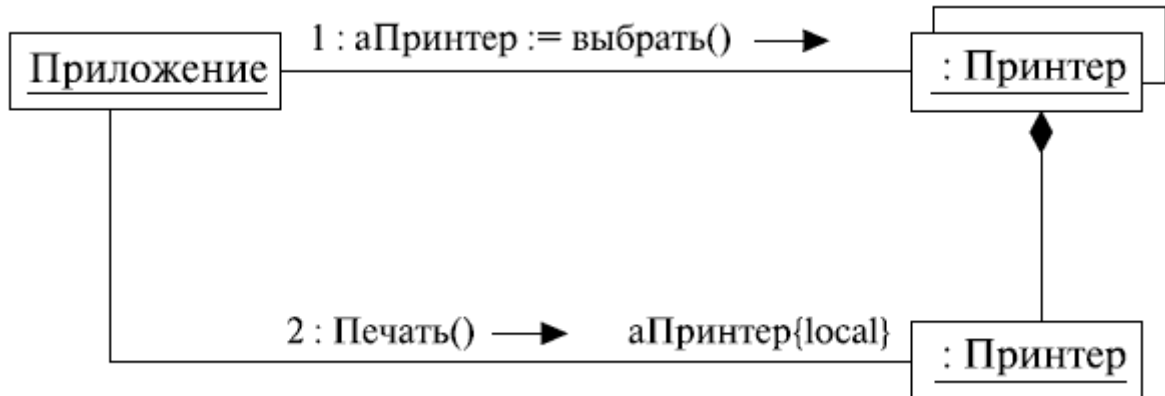 1 : аПринтер := выбрать()
Приложение
: Принтер
2 : Печать()
аПринтер{local}
: Принтер